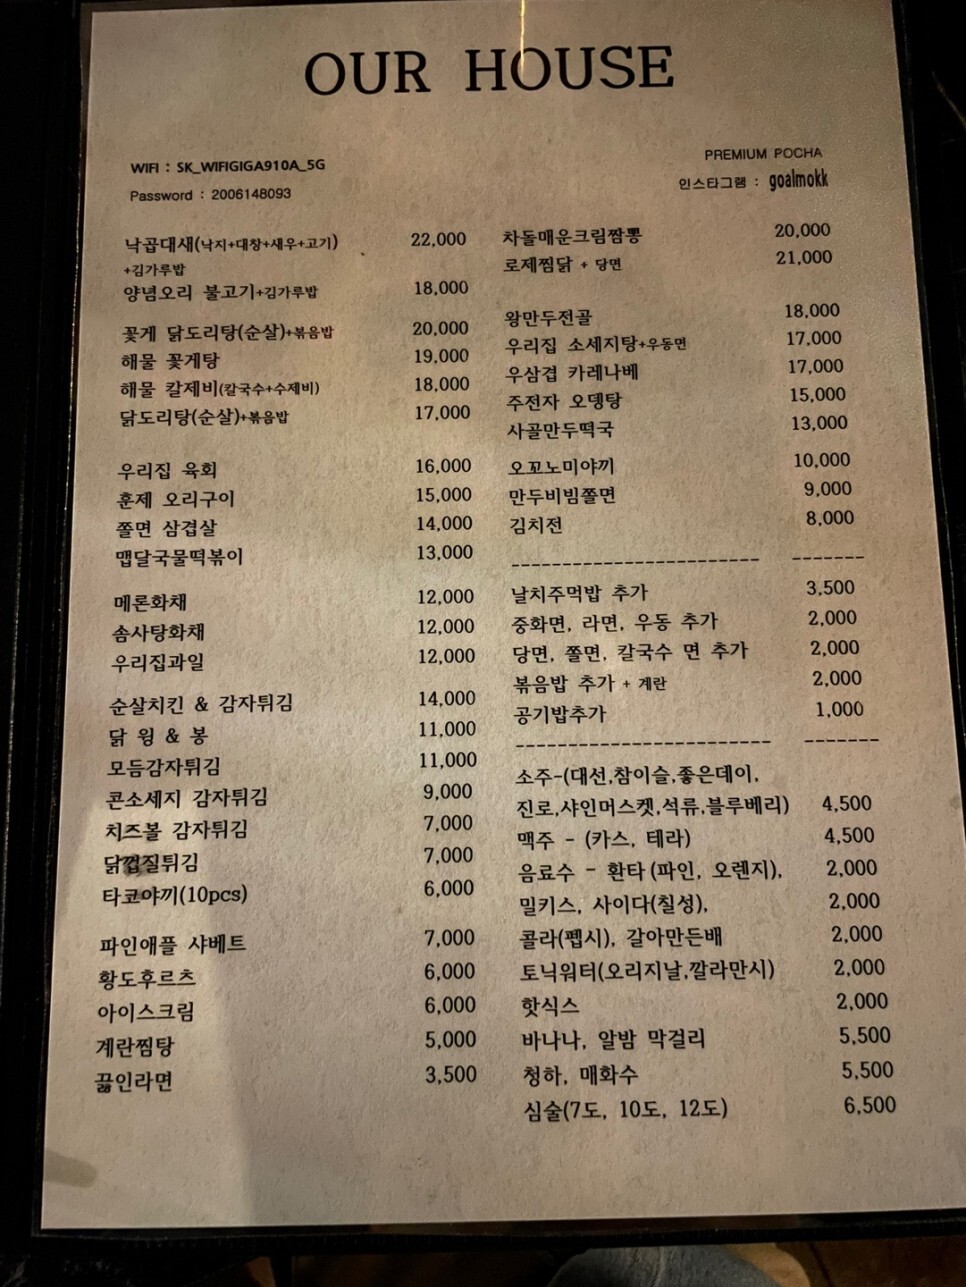 OUR HOUSE
WIFI : SK_WIFIGIGA910A_5G
Password : 2006148093
PREMIUM POCHA
인스타그램 : goalmokk
낙곱대새(낙지+대창+새우+고기) 22,000
+김가루밥
양념오리 불고기+김가루밥 18,000
꽃게 닭도리탕(순살)+볶음밥 20,000
해물 꽃게탕 19,000
해물 칼제비(칼국수+수제비) 18,000
닭도리탕(순살)+볶음밥 17,000
우리집 육회 16,000
훈제 오리구이 15,000
쫄면 삼겹살 14,000
맵달국물떡볶이 13,000
메론화채 12,000
솜사탕화채 12,000
우리집과일 12,000
순살치킨 & 감자튀김 14,000
닭 윙 & 봉 11,000
모듬감자튀김 11,000
콘소세지 감자튀김 9,000
치즈볼 감자튀김 7,000
닭껍질튀김 7,000
타코야끼(10pcs) 6,000
파인애플 샤베트 7,000
황도후르츠 6,000
아이스크림 6,000
계란찜탕 5,000
끓인라면 3,500
차돌매운크림짬뽕 20,000
로제찜닭 + 당면 21,000
왕만두전골 18,000
우리집 소세지탕+우동면 17,000
우삼겹 카레나베 17,000
주전자 오뎅탕 15,000
사골만두떡국 13,000
오꼬노미야끼 10,000
만두비빔쫄면 9,000
김치전 8,000
날치주먹밥 추가 3,500
중화면, 라면, 우동 추가 2,000
당면, 쫄면, 칼국수 면 추가 2,000
볶음밥 추가 + 계란 2,000
공기밥추가 1,000
소주-(대선,참이슬,좋은데이,
진로,샤인머스켓,석류,블루베리) 4,500
맥주 - (카스, 테라) 4,500
음료수 - 환타(파인, 오렌지), 2,000
밀키스, 사이다(칠성), 2,000
콜라(펩시), 갈아만든배 2,000
토닉워터(오리지날,깔라만시) 2,000
핫식스 2,000
바나나, 알밤 막걸리 5,500
청하, 매화수 5,500
심술(7도, 10도, 12도) 6,500